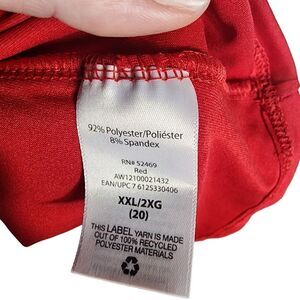 92% Polyester/Poliéster
8% Spandex
RN# 52469
Red
AW12100021432
EAN/UPC 7 6125330406
XXL/2XG
(20)
THIS LABEL YARN IS MADE
OUT OF 100% RECYCLED
POLYESTER MATERIALS